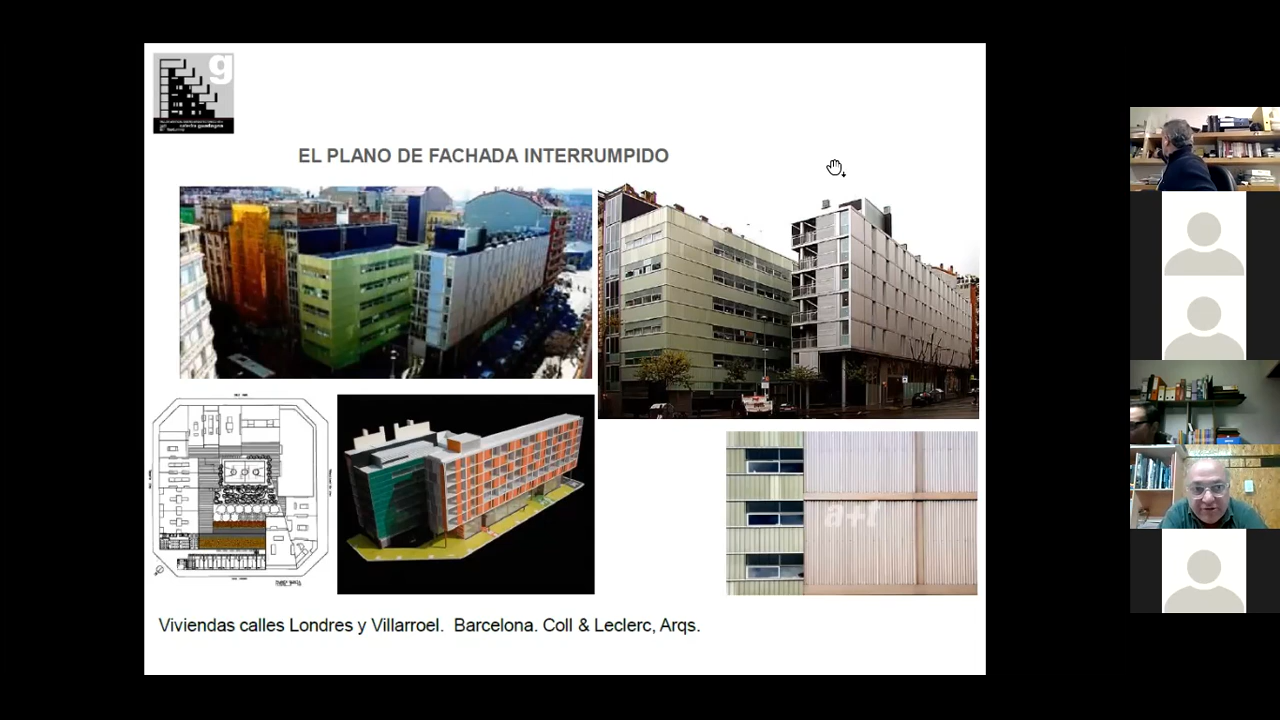 g
EL PLANO DE FACHADA INTERRUMPIDO
a+t
Viviendas calles Londres y Villarroel.  Barcelona. Coll & Leclerc, Arqs.